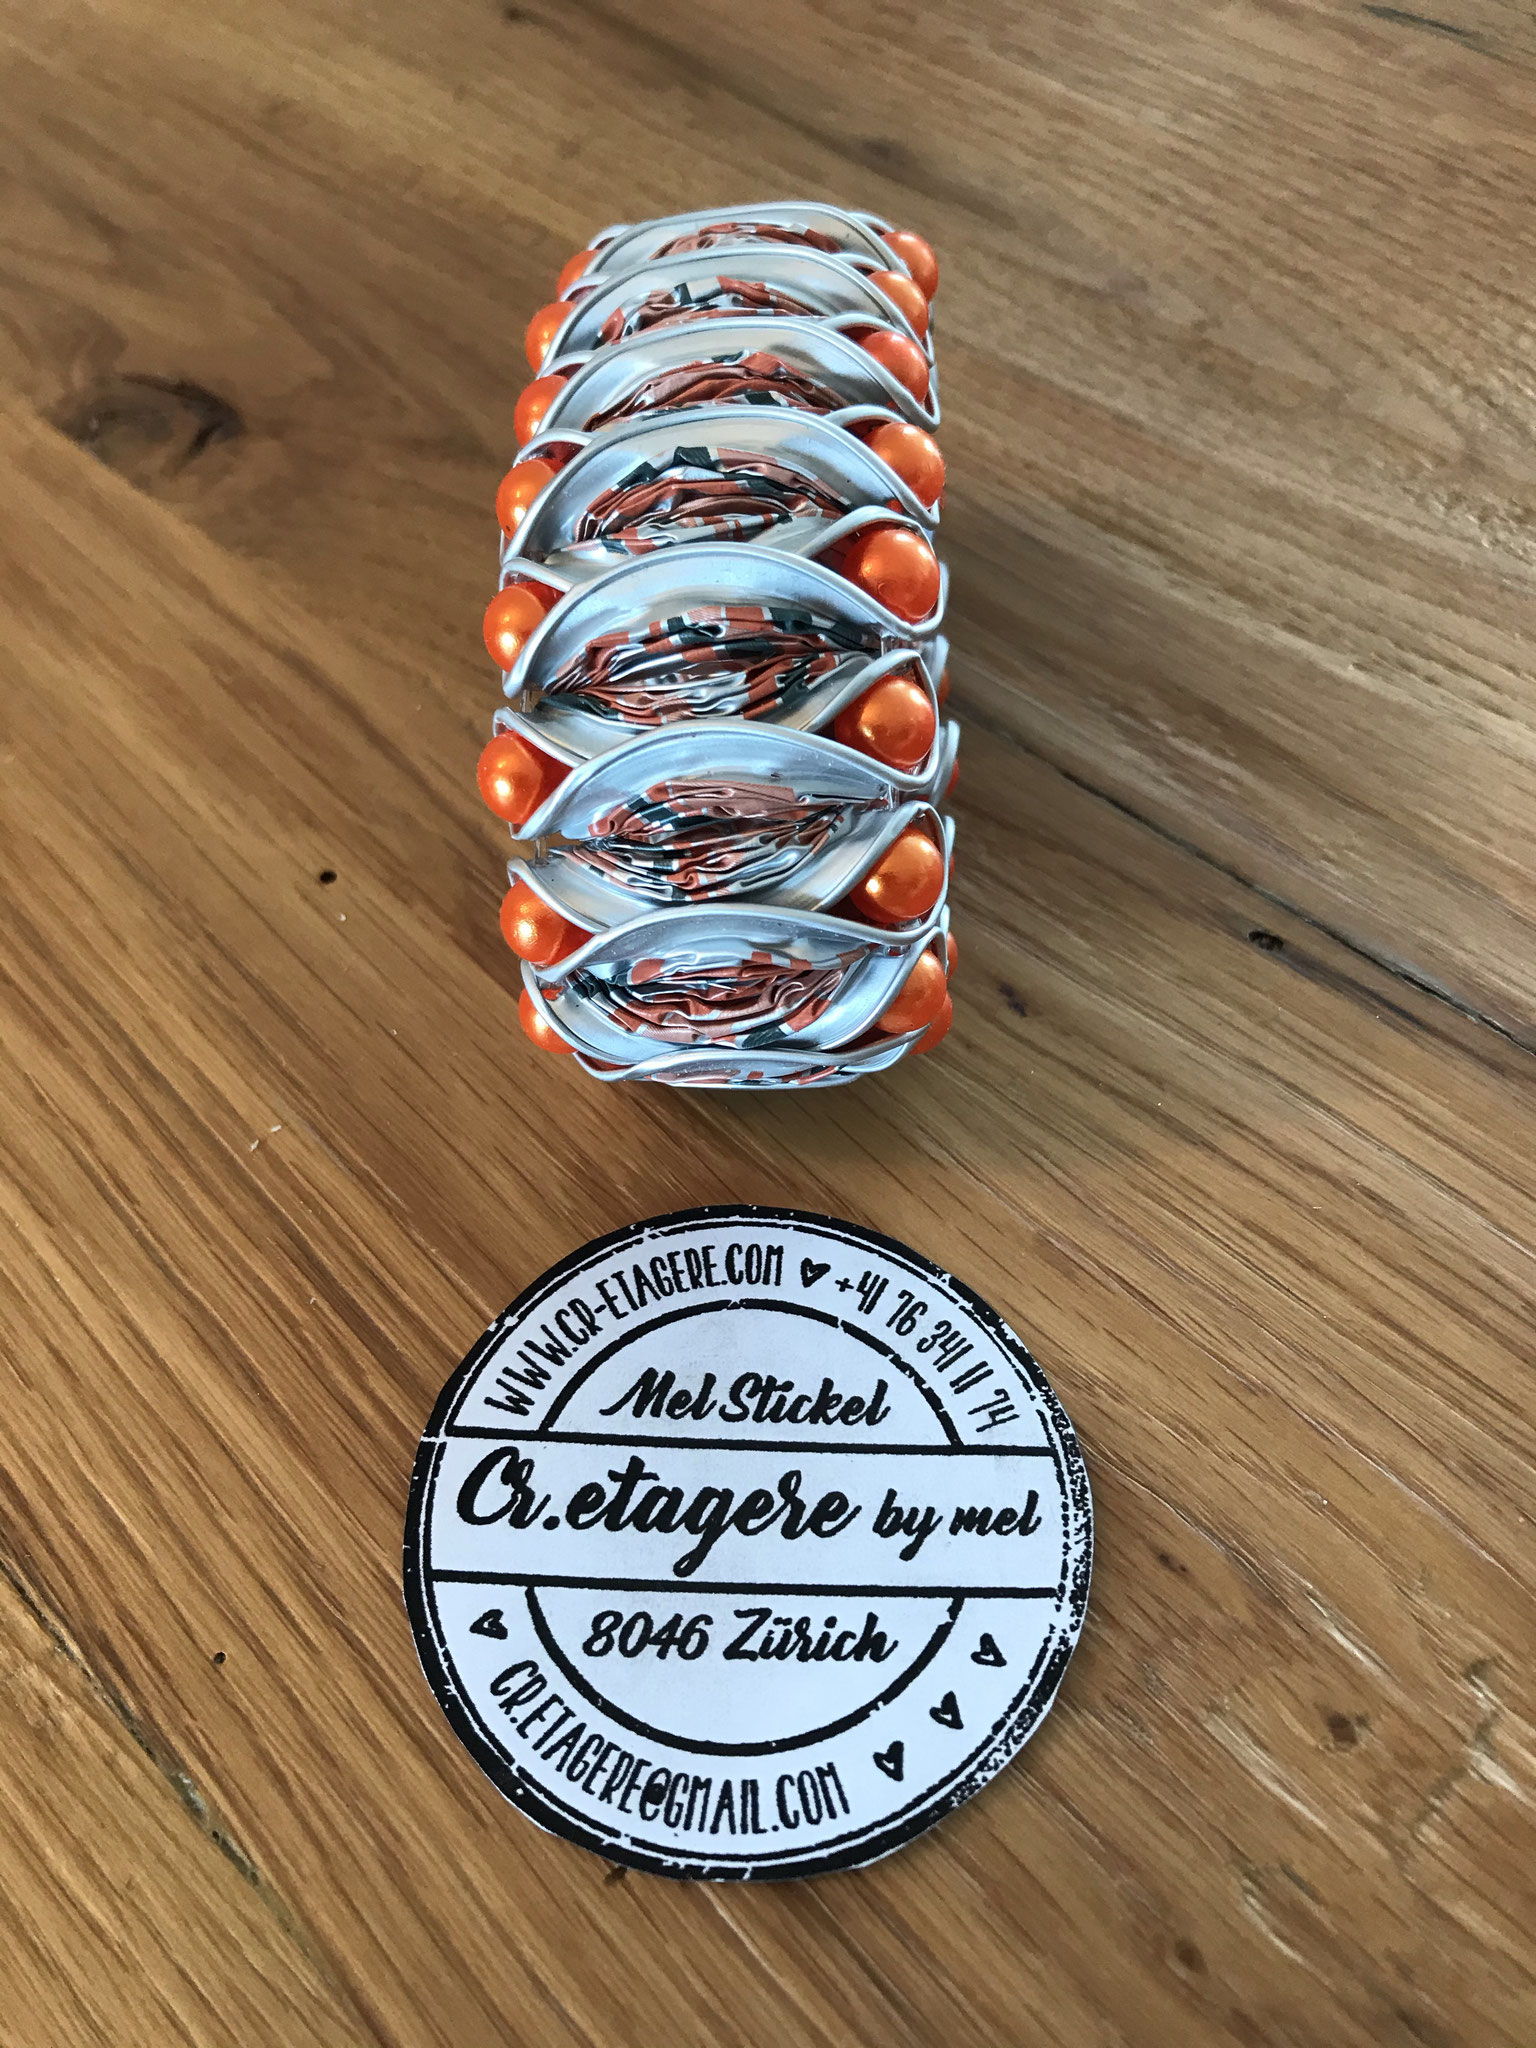 WWW.CR-ETAGERE.COM ♥ +41 76 341 11 74
Mel Stickel
Cr.etagere by mel
8046 Zürich
CR.ETAGERE@GMAIL.COM